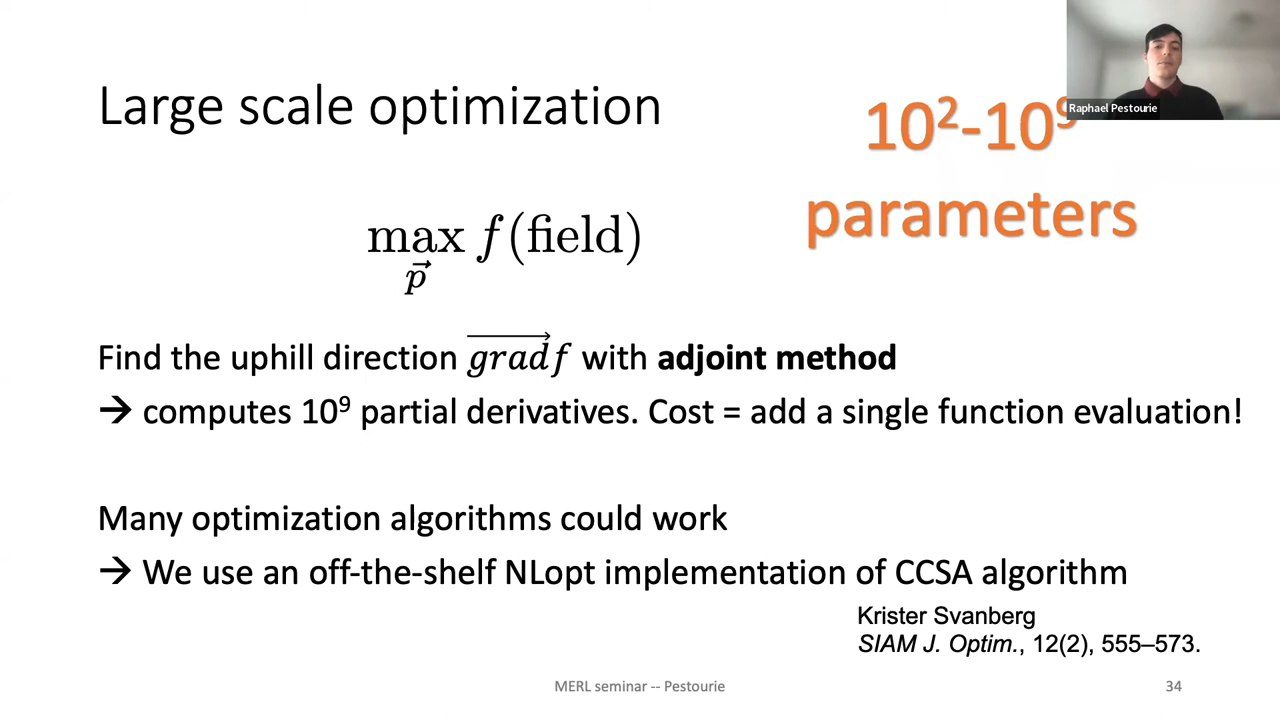 Large scale optimization
10²-10⁹
parameters
Raphael Pestourie
max f(field)
p⃗
Find the uphill direction \overrightarrow{grad}f with adjoint method
→ computes 10⁹ partial derivatives. Cost = add a single function evaluation!
Many optimization algorithms could work
→ We use an off-the-shelf NLopt implementation of CCSA algorithm
Krister Svanberg
SIAM J. Optim., 12(2), 555–573.
MERL seminar -- Pestourie
34